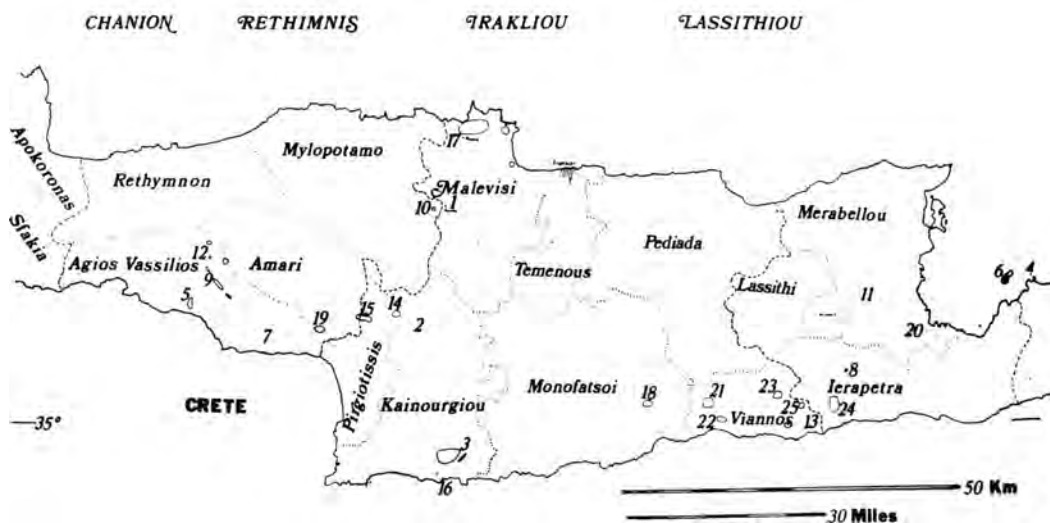 CHANION RETHIMNIS IRAKLIOU LASSITHIOU
Apokoronas
Sfakia
Rethymnon
Mylopotamo
17
Malevisi
10 1
Merabellou
Pediada
Agios Vassilios
12
9
5
Amari
Temenous
Lassithi
11
6 4
19
15
14
2
7
20
Pirgiotissis
Kainourgiou
Monofatsoi
18
21
22
Viannos
23
25
13
8
Ierapetra
24
CRETE
35°
3
16
50 Km
30 Miles